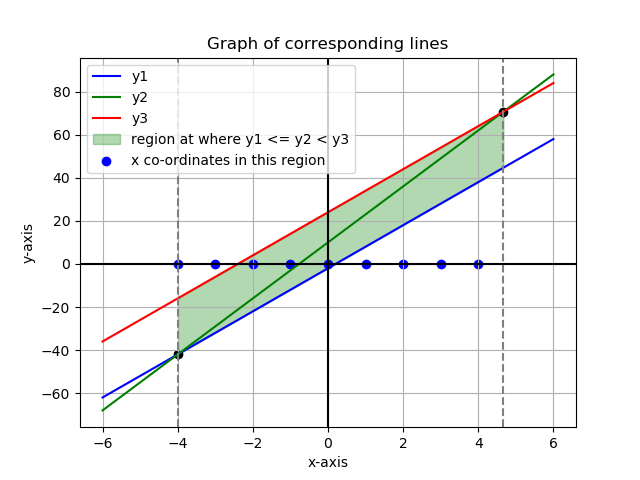 Graph of corresponding lines
y1
y2
y3
region at where y1 <= y2 < y3
x co-ordinates in this region
80
60
40
20
0
−20
−40
−60
y-axis
−6 −4 −2 0 2 4 6
x-axis